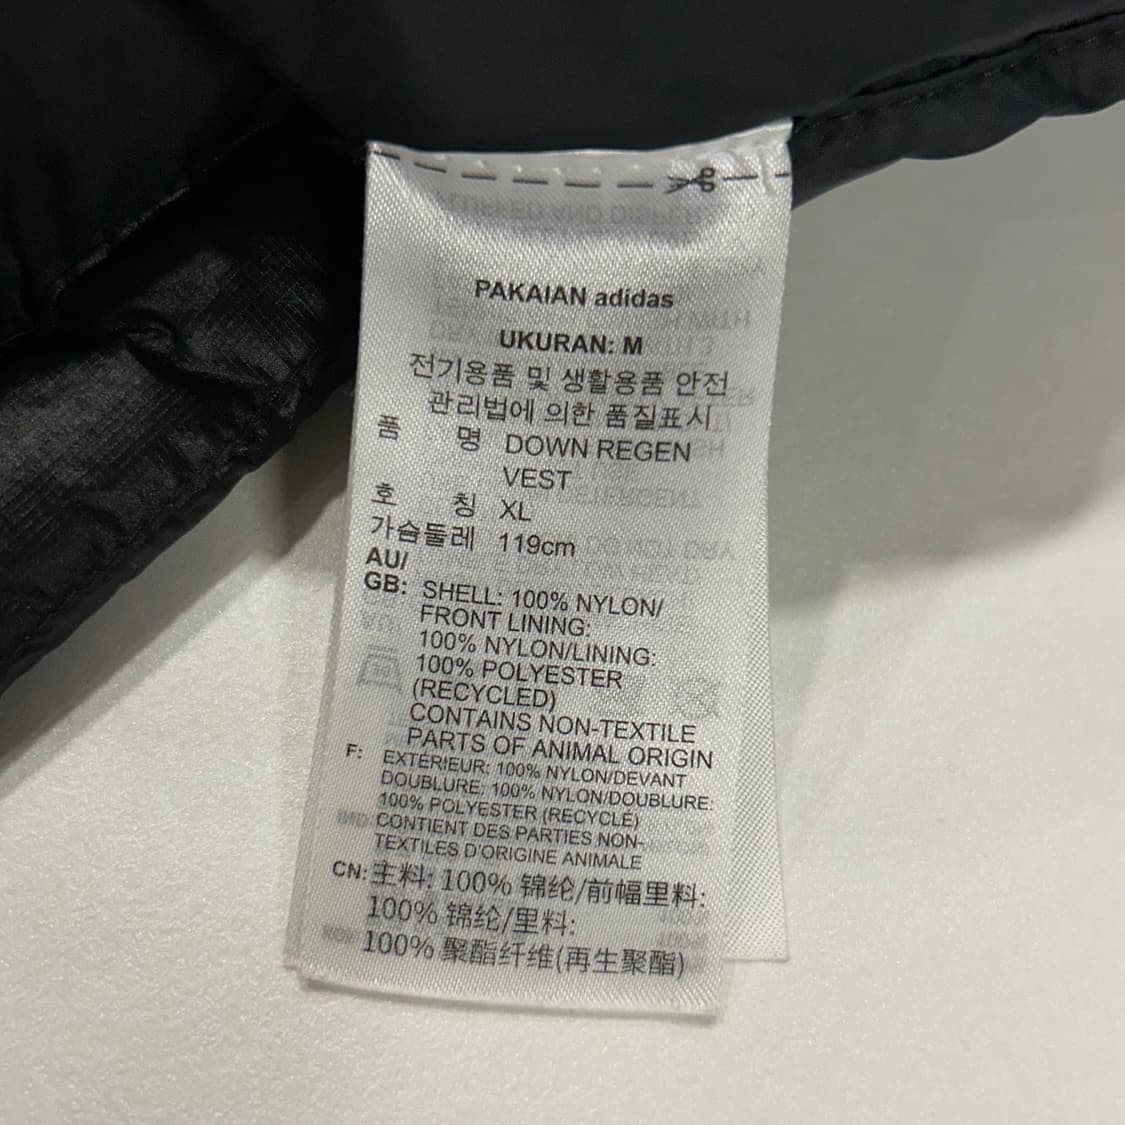 PAKAIAN adidas
UKURAN: M
전기용품 및 생활용품 안전
관리법에 의한 품질표시
품 명 DOWN REGEN
VEST
호 칭 XL
가슴둘레 119cm
AU/
GB: SHELL: 100% NYLON/
FRONT LINING:
100% NYLON/LINING:
100% POLYESTER
(RECYCLED)
CONTAINS NON-TEXTILE
PARTS OF ANIMAL ORIGIN
F: EXTÉRIEUR: 100% NYLON/DEVANT
DOUBLURE: 100% NYLON/DOUBLURE:
100% POLYESTER (RECYCLÉ)
CONTIENT DES PARTIES NON-
TEXTILES D'ORIGINE ANIMALE
CN: 主料: 100% 锦纶/前幅里料:
100% 锦纶/里料:
100% 聚酯纤维(再生聚酯)